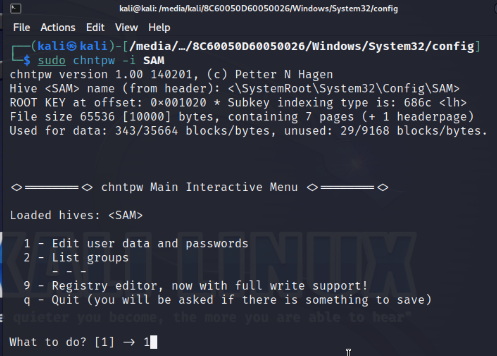 kali@kali: /media/kali/8C60050D60050026/Windows/System32/config
File Actions Edit View Help
(kali㉿kali)-[/media/…/8C60050D60050026/Windows/System32/config]
$ sudo chntpw -i SAM
chntpw version 1.00 140201, (c) Petter N Hagen
Hive <SAM> name (from header): <\SystemRoot\System32\Config\SAM>
ROOT KEY at offset: 0×001020 * Subkey indexing type is: 686c <lh>
File size 65536 [10000] bytes, containing 7 pages (+ 1 headerpage)
Used for data: 343/35664 blocks/bytes, unused: 29/9168 blocks/bytes.
<>========<> chntpw Main Interactive Menu <>========<>
Loaded hives: <SAM>
1 - Edit user data and passwords
2 - List groups
- - -
9 - Registry editor, now with full write support!
q - Quit (you will be asked if there is something to save)
KALI LINUX
quieter you become, the more you are able to hear"
What to do? [1] → 1